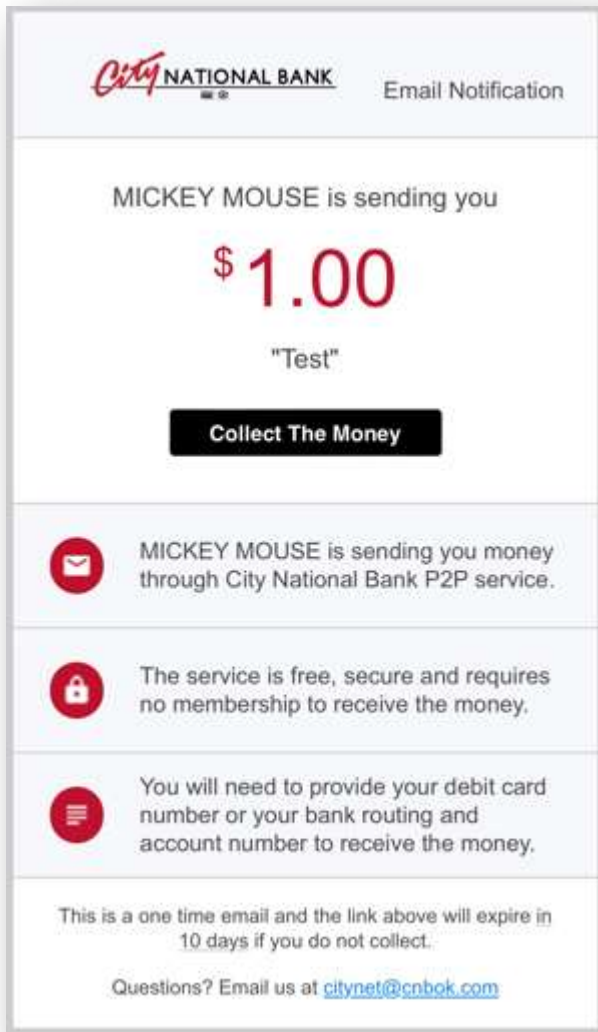 City NATIONAL BANK
Email Notification
MICKEY MOUSE is sending you
$1.00
"Test"
Collect The Money
MICKEY MOUSE is sending you money
through City National Bank P2P service.
The service is free, secure and requires
no membership to receive the money.
You will need to provide your debit card
number or your bank routing and
account number to receive the money.
This is a one time email and the link above will expire in
10 days if you do not collect.
Questions? Email us at citynet@cnbok.com